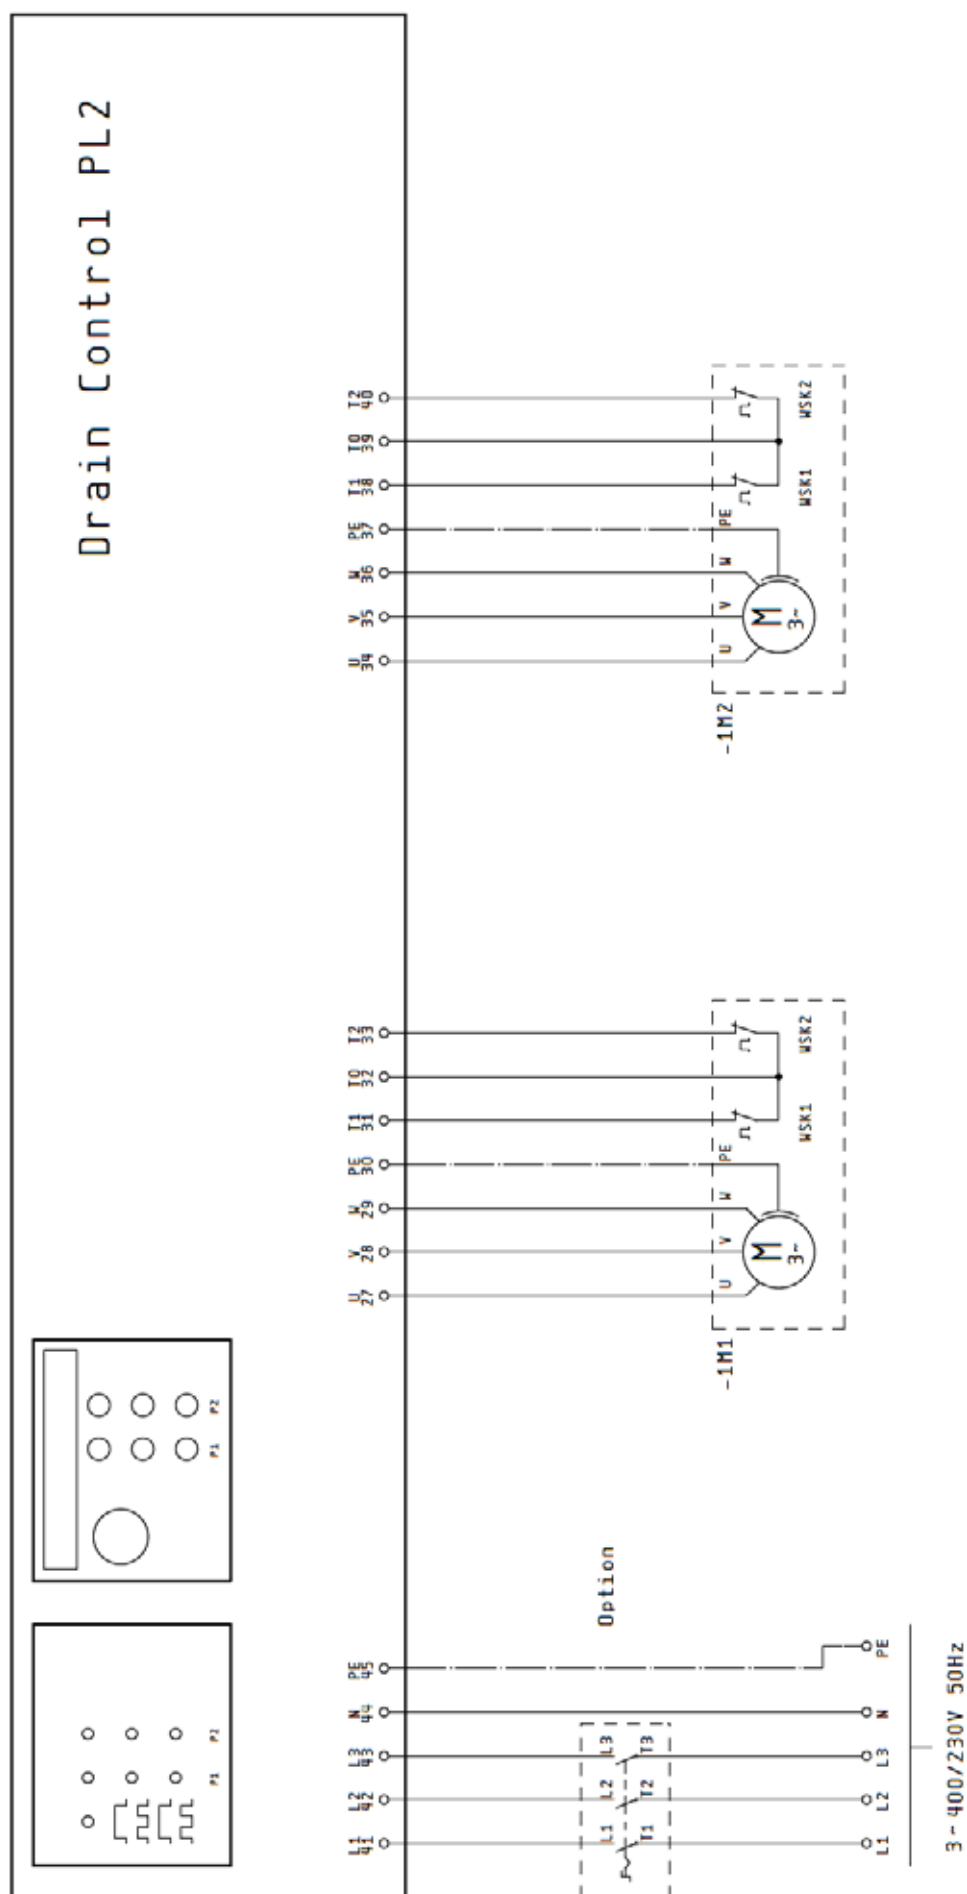 Drain Control PL2
P1 P2
P1 P2
L1 L2 L3 N PE
41 42 43 44 45
U V W PE T1 T0 T2
27 28 29 30 31 32 33
U V W PE T1 T0 T2
34 35 36 37 38 39 40
Option
L1 L2 L3
T1 T2 T3
-1M1
U V W PE
M
3~
WSK1 WSK2
-1M2
U V W PE
M
3~
WSK1 WSK2
L1 L2 L3 N PE
3~400/230V 50Hz